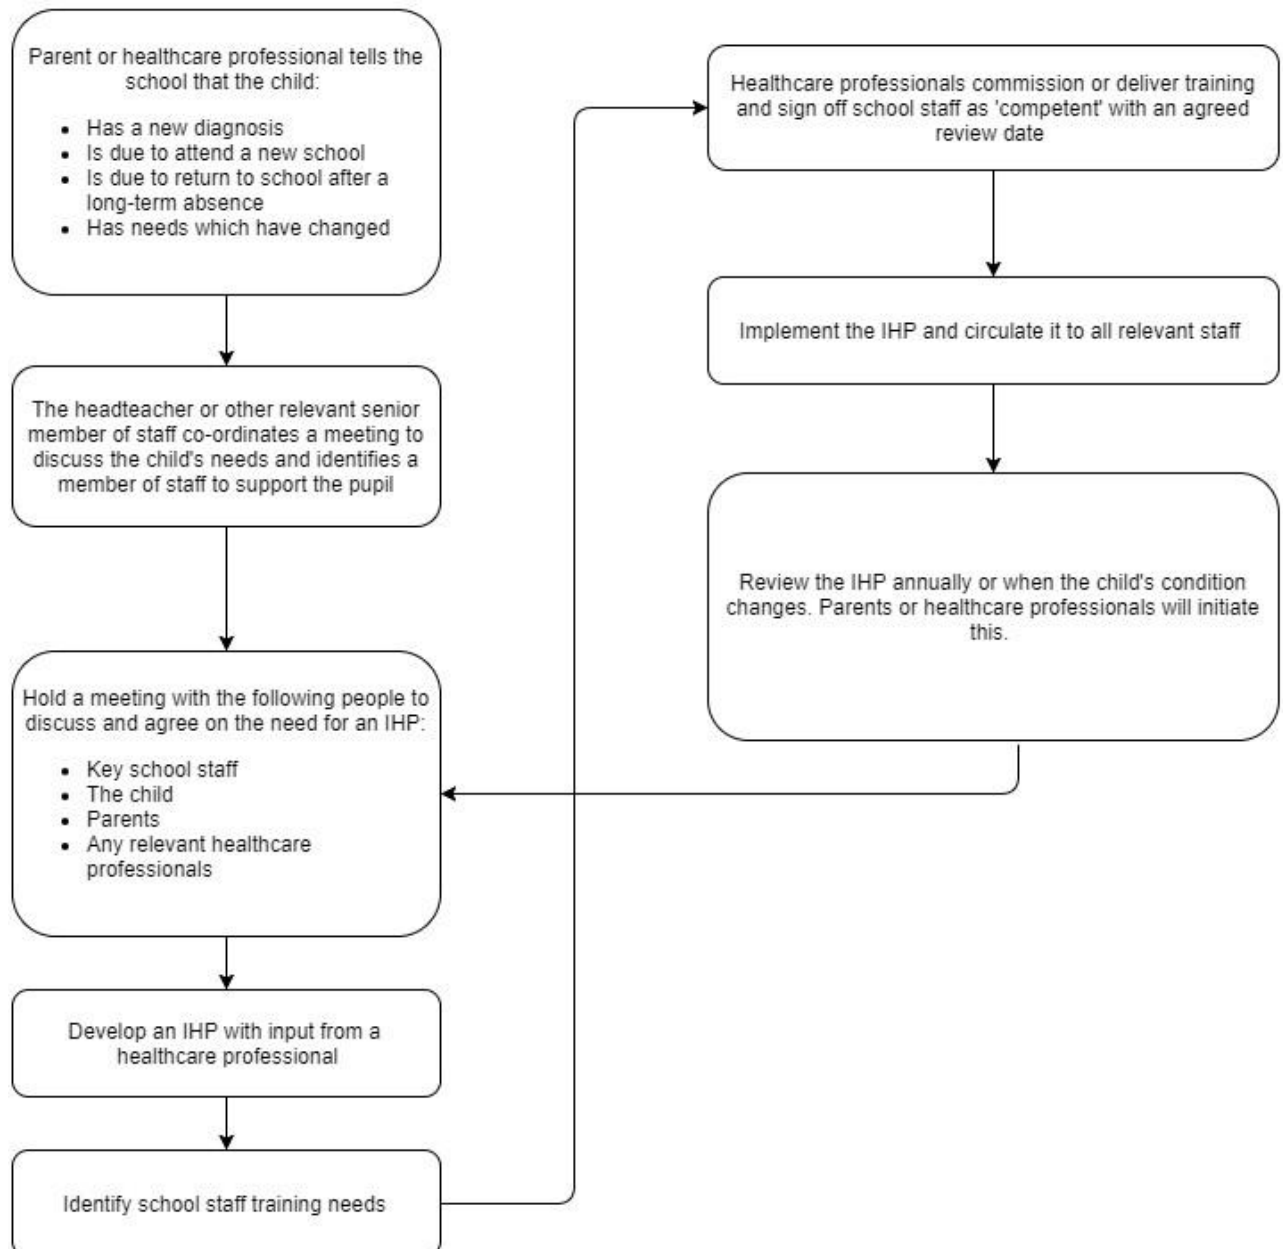 Parent or healthcare professional tells the
school that the child:
• Has a new diagnosis
• Is due to attend a new school
• Is due to return to school after a
long-term absence
• Has needs which have changed
The headteacher or other relevant senior
member of staff co-ordinates a meeting to
discuss the child's needs and identifies a
member of staff to support the pupil
Hold a meeting with the following people to
discuss and agree on the need for an IHP:
• Key school staff
• The child
• Parents
• Any relevant healthcare
professionals
Develop an IHP with input from a
healthcare professional
Identify school staff training needs
Healthcare professionals commission or deliver training
and sign off school staff as 'competent' with an agreed
review date
Implement the IHP and circulate it to all relevant staff
Review the IHP annually or when the child's condition
changes. Parents or healthcare professionals will initiate
this.